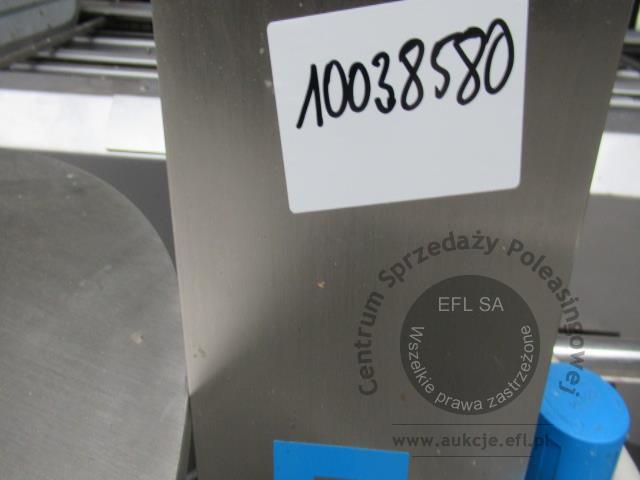 10038580
Centrum Sprzedaży Poleasingowej
EFL SA
Wszelkie prawa zastrzeżone
www.aukcje.efl.pl